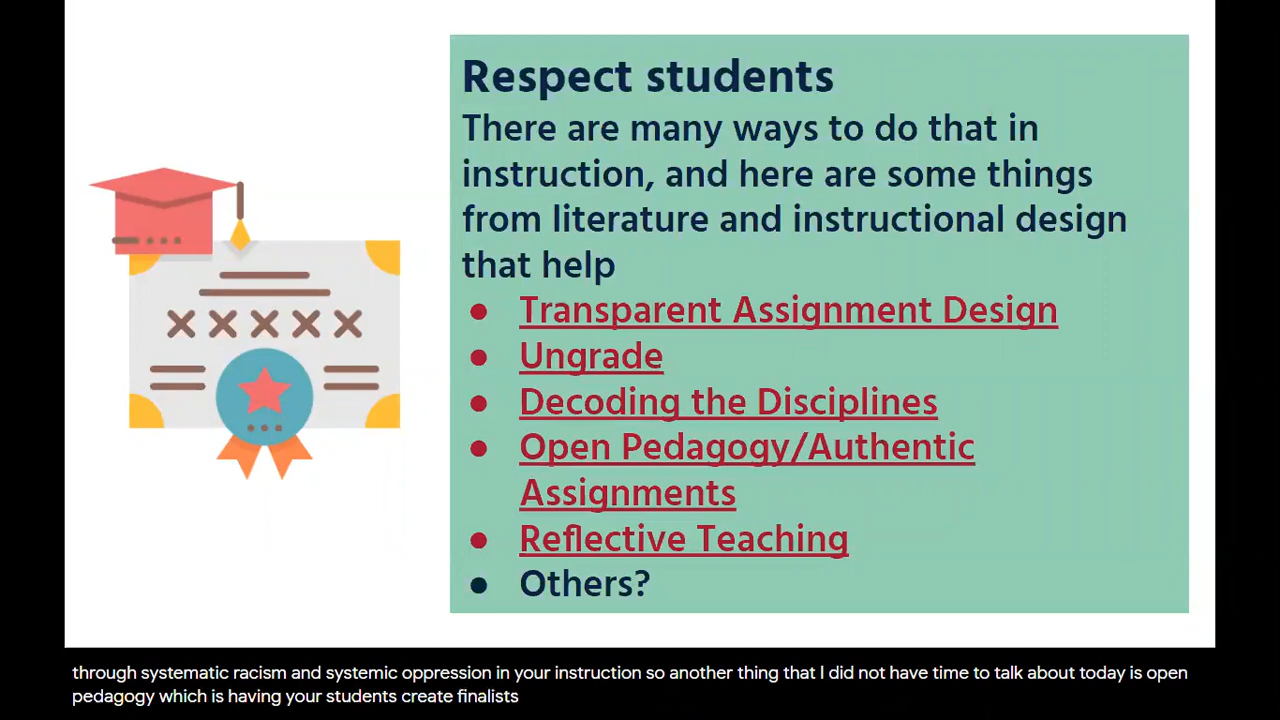 Respect students
There are many ways to do that in
instruction, and here are some things
from literature and instructional design
that help
● Transparent Assignment Design
● Ungrade
● Decoding the Disciplines
● Open Pedagogy/Authentic
Assignments
● Reflective Teaching
● Others?
through systematic racism and systemic oppression in your instruction so another thing that I did not have time to talk about today is open
pedagogy which is having your students create finalists